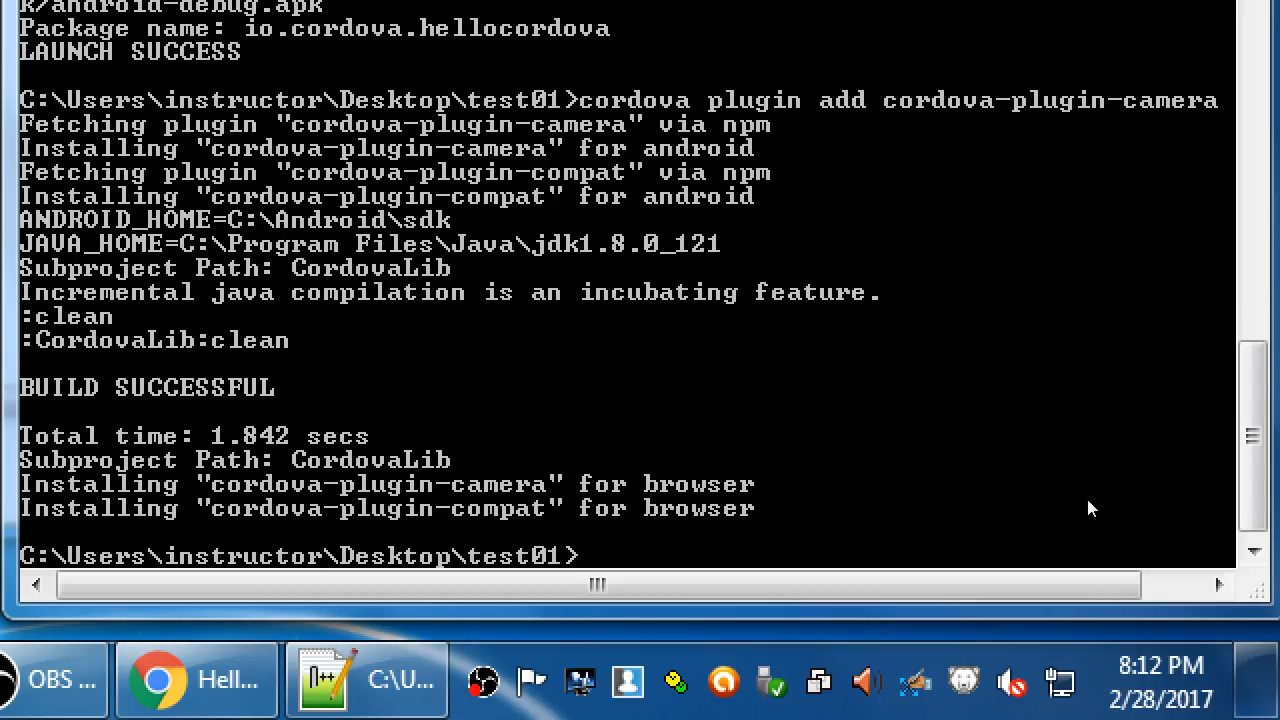 k/android-debug.apk
Package name: io.cordova.hellocordova
LAUNCH SUCCESS
C:\Users\instructor\Desktop\test01>cordova plugin add cordova-plugin-camera
Fetching plugin "cordova-plugin-camera" via npm
Installing "cordova-plugin-camera" for android
Fetching plugin "cordova-plugin-compat" via npm
Installing "cordova-plugin-compat" for android
ANDROID_HOME=C:\Android\sdk
JAVA_HOME=C:\Program Files\Java\jdk1.8.0_121
Subproject Path: CordovaLib
Incremental java compilation is an incubating feature.
:clean
:CordovaLib:clean
BUILD SUCCESSFUL
Total time: 1.842 secs
Subproject Path: CordovaLib
Installing "cordova-plugin-camera" for browser
Installing "cordova-plugin-compat" for browser
C:\Users\instructor\Desktop\test01>
OBS ...
Hell...
C:\U...
8:12 PM
2/28/2017